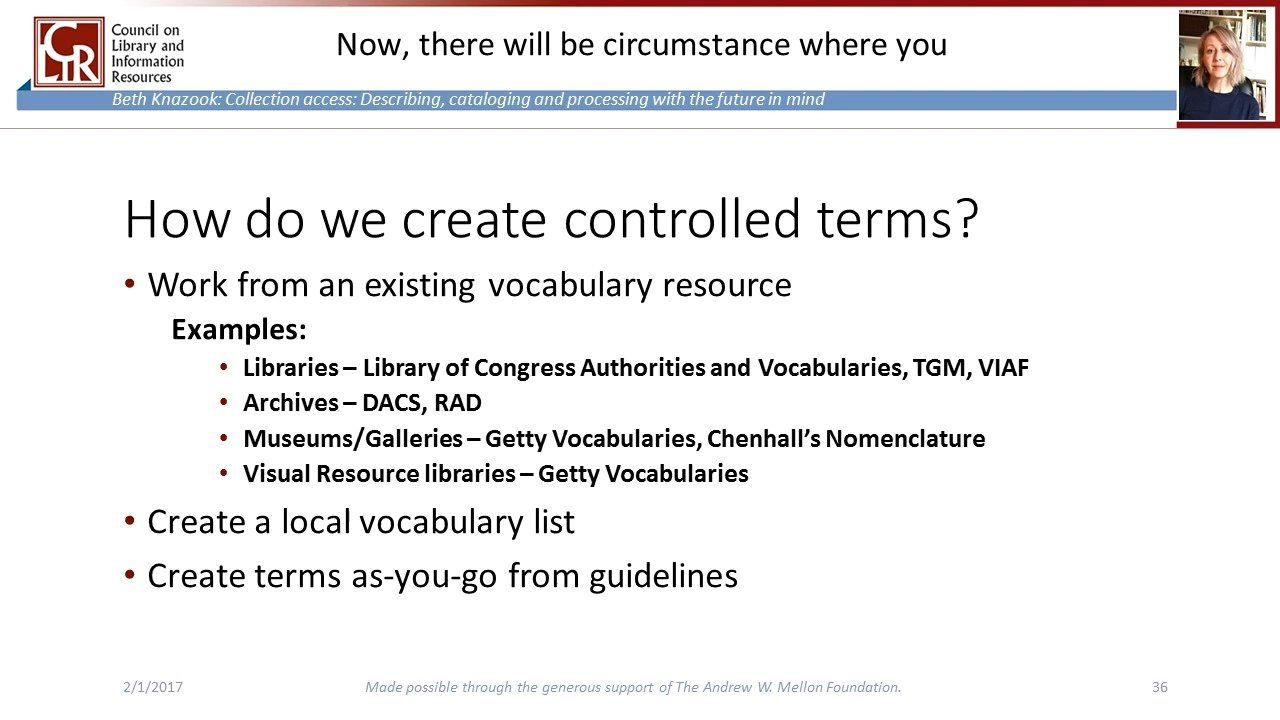 CLIR
Council on
Library and
Information
Resources
Now, there will be circumstance where you
Beth Knazook: Collection access: Describing, cataloging and processing with the future in mind
How do we create controlled terms?
• Work from an existing vocabulary resource
Examples:
• Libraries – Library of Congress Authorities and Vocabularies, TGM, VIAF
• Archives – DACS, RAD
• Museums/Galleries – Getty Vocabularies, Chenhall’s Nomenclature
• Visual Resource libraries – Getty Vocabularies
• Create a local vocabulary list
• Create terms as-you-go from guidelines
2/1/2017
Made possible through the generous support of The Andrew W. Mellon Foundation.
36